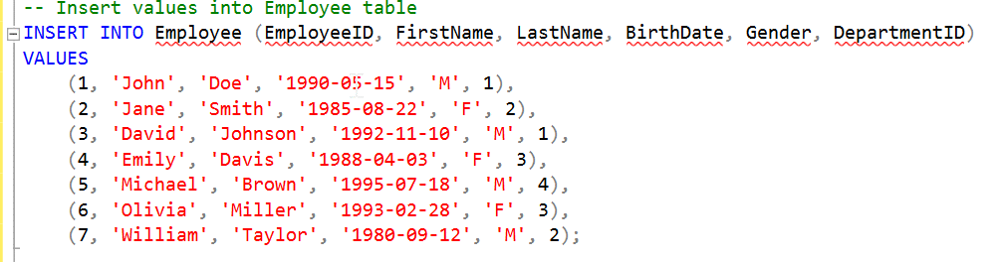 -- Insert values into Employee table
INSERT INTO Employee (EmployeeID, FirstName, LastName, BirthDate, Gender, DepartmentID)
VALUES
(1, 'John', 'Doe', '1990-05-15', 'M', 1),
(2, 'Jane', 'Smith', '1985-08-22', 'F', 2),
(3, 'David', 'Johnson', '1992-11-10', 'M', 1),
(4, 'Emily', 'Davis', '1988-04-03', 'F', 3),
(5, 'Michael', 'Brown', '1995-07-18', 'M', 4),
(6, 'Olivia', 'Miller', '1993-02-28', 'F', 3),
(7, 'William', 'Taylor', '1980-09-12', 'M', 2);